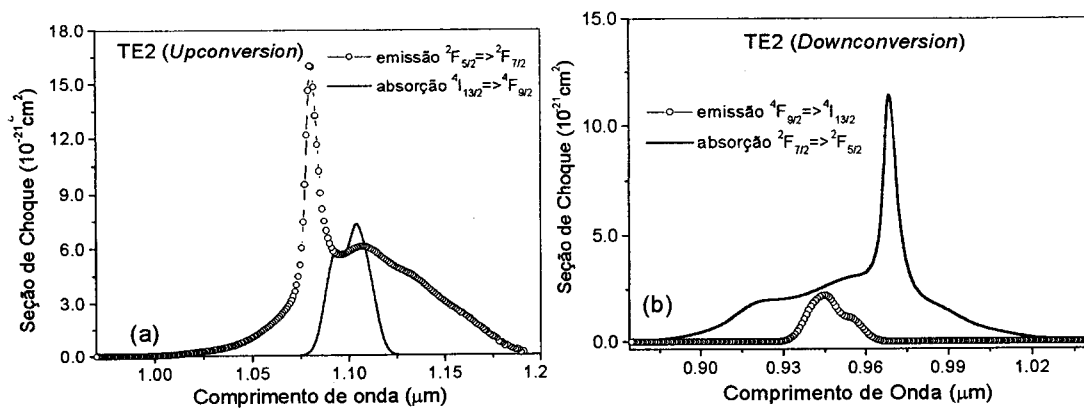 TE2 (Upconversion)
emissão ²F₅/₂=>²F₇/₂
absorção ⁴I₁₃/₂=>⁴F₉/₂
Seção de Choque (10⁻²¹cm²)
18.0
15.0
12.0
9.0
6.0
3.0
0.0
(a)
1.00
1.05
1.10
1.15
1.2
Comprimento de onda (μm)
TE2 (Downconversion)
emissão ⁴F₉/₂=>⁴I₁₃/₂
absorção ²F₇/₂=>²F₅/₂
Seção de Choque (10⁻²¹cm²)
15.0
10.0
5.0
0.0
(b)
0.90
0.93
0.96
0.99
1.02
Comprimento de Onda (μm)